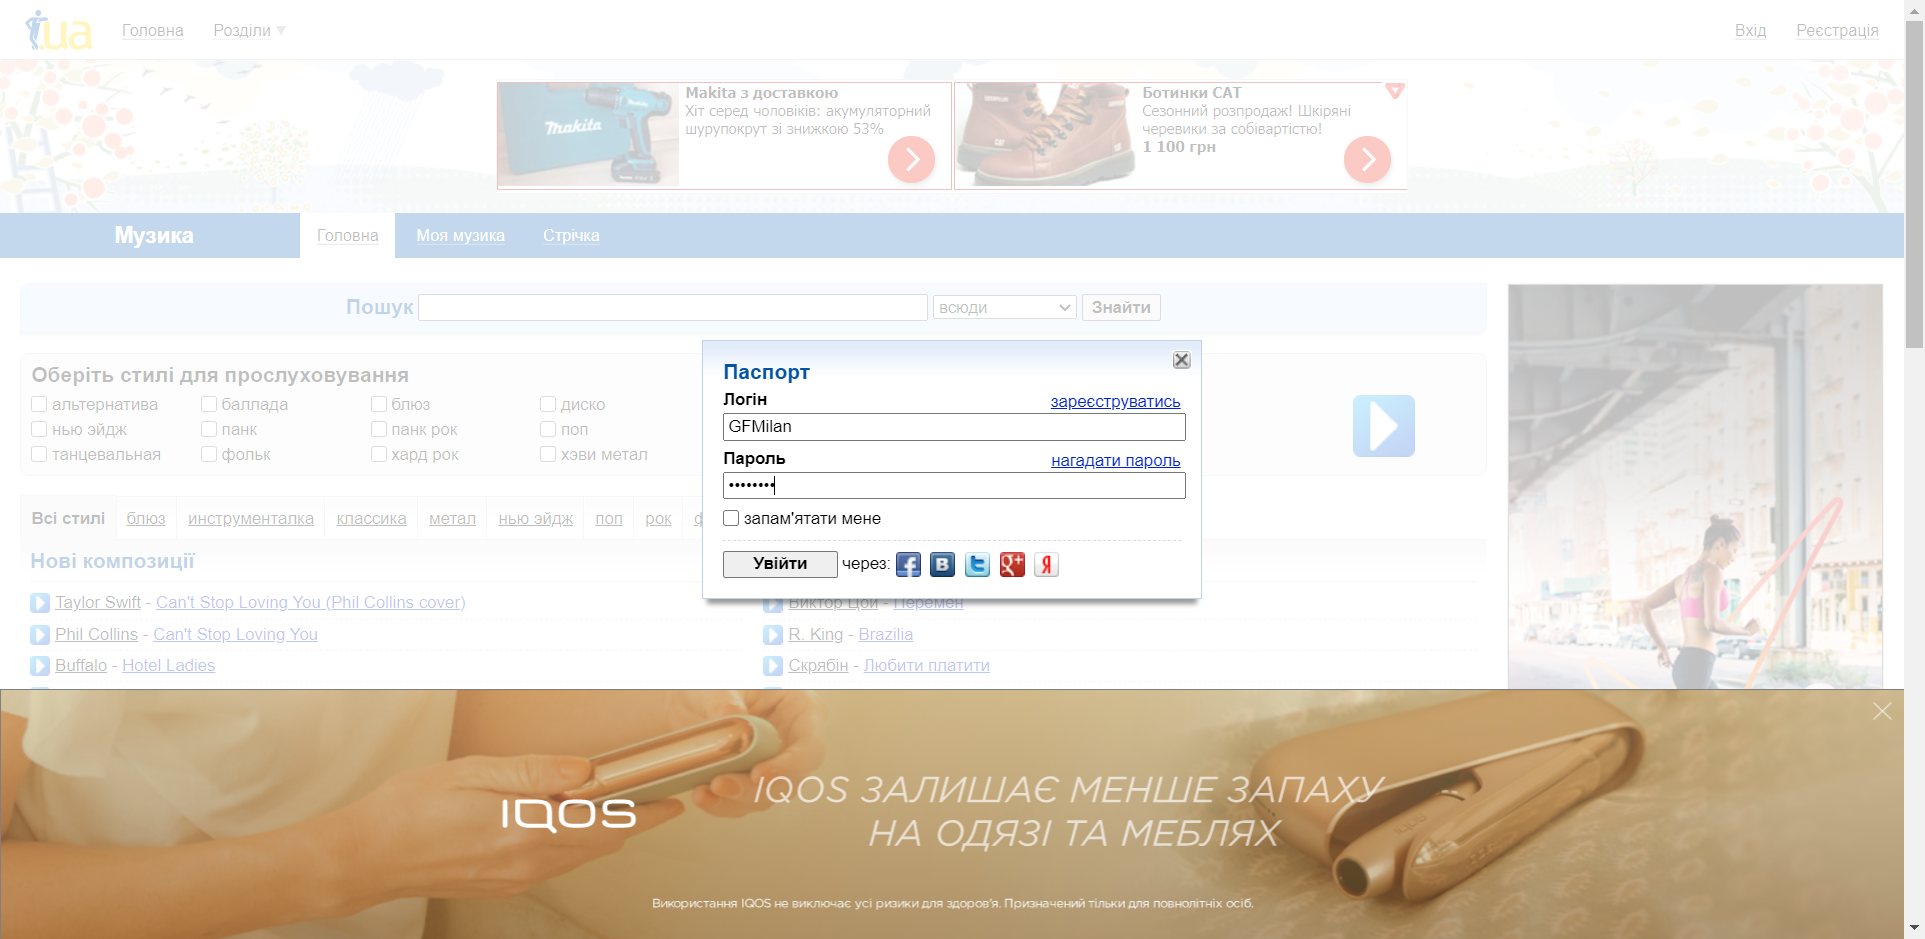 i.ua
Головна
Розділи ▼
Вхід
Реєстрація
makita
Makita з доставкою
Хіт серед чоловіків: акумуляторний
шурупокрут зі знижкою 53%
Ботинки CAT
Сезонний розпродаж! Шкіряні
черевики за собівартістю!
1 100 грн
Музика
Головна
Моя музика
Стрічка
Пошук
всюди
Знайти
Оберіть стилі для прослуховування
альтернатива
баллада
блюз
диско
нью эйдж
панк
панк рок
поп
танцевальная
фольк
хард рок
хэви метал
Паспорт
Логін
зареєструватись
GFMilan
Пароль
нагадати пароль
••••••••
запам'ятати мене
Увійти
через:
Всі стилі
блюз
инструменталка
классика
метал
нью эйдж
поп
рок
Нові композиції
Taylor Swift - Can't Stop Loving You (Phil Collins cover)
Виктор Цой - Перемен
Phil Collins - Can't Stop Loving You
R. King - Brazilia
Buffalo - Hotel Ladies
Скрябін - Любити платити
IQOS
IQOS ЗАЛИШАЄ МЕНШЕ ЗАПАХУ
НА ОДЯЗІ ТА МЕБЛЯХ
Використання IQOS не виключає усі ризики для здоров'я. Призначений тільки для повнолітніх осіб.